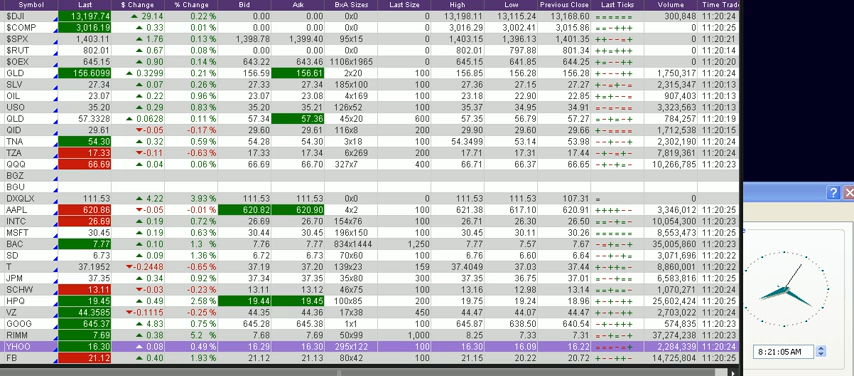 Symbol Last $ Change % Change Bid Ask BxA Sizes Last Size High Low Previous Close Last Ticks Volume Time Trade
$DJI 13,197.74 29.14 0.22 % 0.00 0.00 0x0 13,198.11 13,115.24 13,168.60 ====== 300,848 11:20:24
$COMP 3,016.19 0.33 0.01 % 0.00 0.00 0x0 3,016.29 3,002.41 3,015.86 0 11:20:25
$SPX 1,403.11 1.76 0.13 % 1,398.78 1,399.40 95x15 1,403.15 1,396.13 1,401.35 0 11:20:21
$RUT 802.01 0.67 0.08 % 0.00 0.00 0x0 802.01 797.88 801.34 0 11:20:14
$OEX 645.15 0.90 0.14 % 643.22 643.46 1106x1965 645.15 641.85 644.25 0 11:20:20
GLD 156.6099 0.3299 0.21 % 156.59 156.61 2x20 100 156.85 156.28 156.28 1,750,317 11:20:24
SLV 27.34 0.07 0.26 % 27.33 27.34 185x100 100 27.36 27.15 27.27 2,315,347 11:20:13
OIL 23.07 0.22 0.96 % 23.07 23.08 4x169 100 23.18 22.90 22.85 907,403 11:20:13
USO 35.20 0.29 0.83 % 35.20 35.21 126x52 100 35.37 34.95 34.91 3,323,563 11:20:13
QLD 57.3328 0.0628 0.11 % 57.34 57.36 45x20 600 57.35 56.79 57.27 784,257 11:20:19
QID 29.61 -0.05 -0.17 % 29.60 29.61 116x8 200 29.90 29.60 29.66 1,712,538 11:20:15
TNA 54.30 0.32 0.59 % 54.28 54.30 3x18 100 54.3499 53.14 53.98 2,302,190 11:20:24
TZA 17.33 -0.11 -0.63 % 17.33 17.34 6x269 200 17.71 17.31 17.44 7,819,361 11:20:24
QQQ 66.69 0.04 0.06 % 66.69 66.70 327x7 400 66.71 66.37 66.65 10,266,785 11:20:23
BGZ
BGU
DXQLX 111.53 4.22 3.93 % 111.53 111.53 0x0 111.53 111.53 107.31 = 0
AAPL 620.86 -0.05 -0.01 % 620.82 620.90 4x2 100 621.38 617.10 620.91 3,346,012 11:20:25
INTC 26.69 0.19 0.72 % 26.69 26.70 154x76 100 26.71 26.30 26.50 10,054,300 11:20:23
MSFT 30.45 0.19 0.63 % 30.44 30.45 196x150 100 30.45 30.11 30.26 ====== 8,553,473 11:20:25
BAC 7.77 0.10 1.3 % 7.76 7.77 834x1444 1,250 7.77 7.57 7.67 35,005,860 11:20:23
SD 6.73 0.09 1.36 % 6.72 6.73 70x60 100 6.76 6.60 6.64 3,071,696 11:20:22
T 37.1952 -0.2448 -0.65 % 37.19 37.20 139x23 159 37.4049 37.03 37.44 8,860,001 11:20:22
JPM 37.35 0.34 0.92 % 37.34 37.35 35x80 300 37.35 36.75 37.01 6,583,816 11:20:25
SCHW 13.11 -0.03 -0.23 % 13.11 13.12 46x75 100 13.16 12.98 13.14 1,070,271 11:20:24
HPQ 19.45 0.49 2.58 % 19.44 19.45 100x85 200 19.75 19.24 18.96 25,602,424 11:20:25
VZ 44.3585 -0.1115 -0.25 % 44.35 44.36 17x38 450 44.47 44.07 44.47 2,703,022 11:20:24
GOOG 645.37 4.83 0.75 % 645.28 645.38 1x1 100 645.37 638.50 640.54 574,835 11:20:23
RIMM 7.69 0.38 5.2 % 7.68 7.69 50x99 1,000 8.25 7.33 7.31 37,274,238 11:20:23
YHOO 16.30 0.08 0.49 % 16.29 16.30 295x122 100 16.30 16.09 16.22 2,284,339 11:20:24
FB 21.12 0.40 1.93 % 21.12 21.13 80x42 100 21.15 20.22 20.72 14,725,804 11:20:25
8:21:05 AM